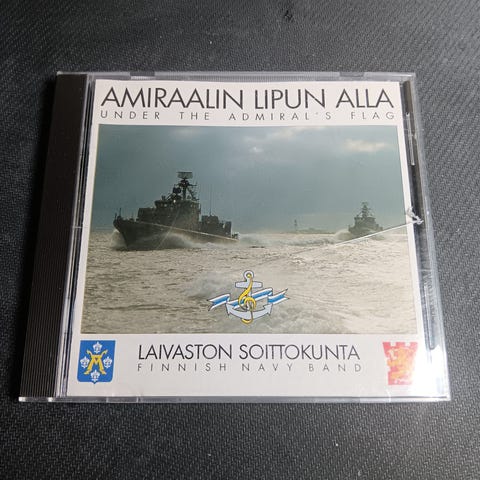 AMIRAALIN LIPUN ALLA
UNDER THE ADMIRAL'S FLAG
LAIVASTON SOITTOKUNTA
FINNISH NAVY BAND